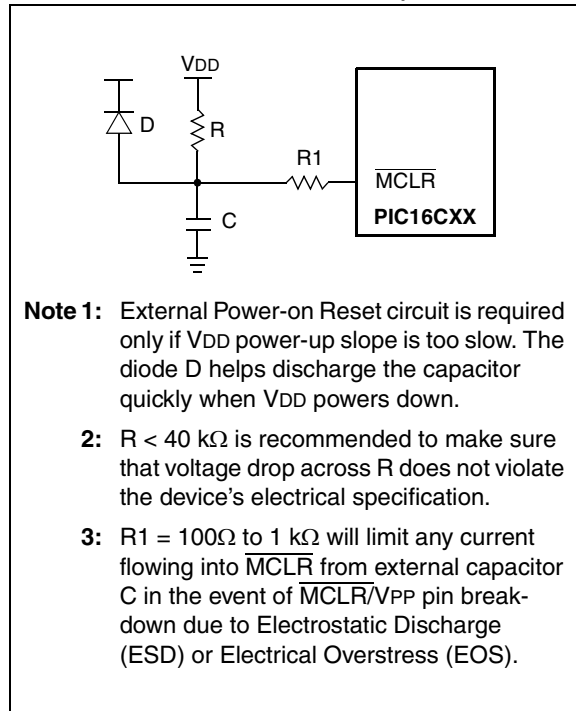 VDD
D
R
R1
MCLR
PIC16CXX
C
Note 1: External Power-on Reset circuit is required
only if VDD power-up slope is too slow. The
diode D helps discharge the capacitor
quickly when VDD powers down.
2: R < 40 kΩ is recommended to make sure
that voltage drop across R does not violate
the device's electrical specification.
3: R1 = 100Ω to 1 kΩ will limit any current
flowing into MCLR from external capacitor
C in the event of MCLR/VPP pin break-
down due to Electrostatic Discharge
(ESD) or Electrical Overstress (EOS).